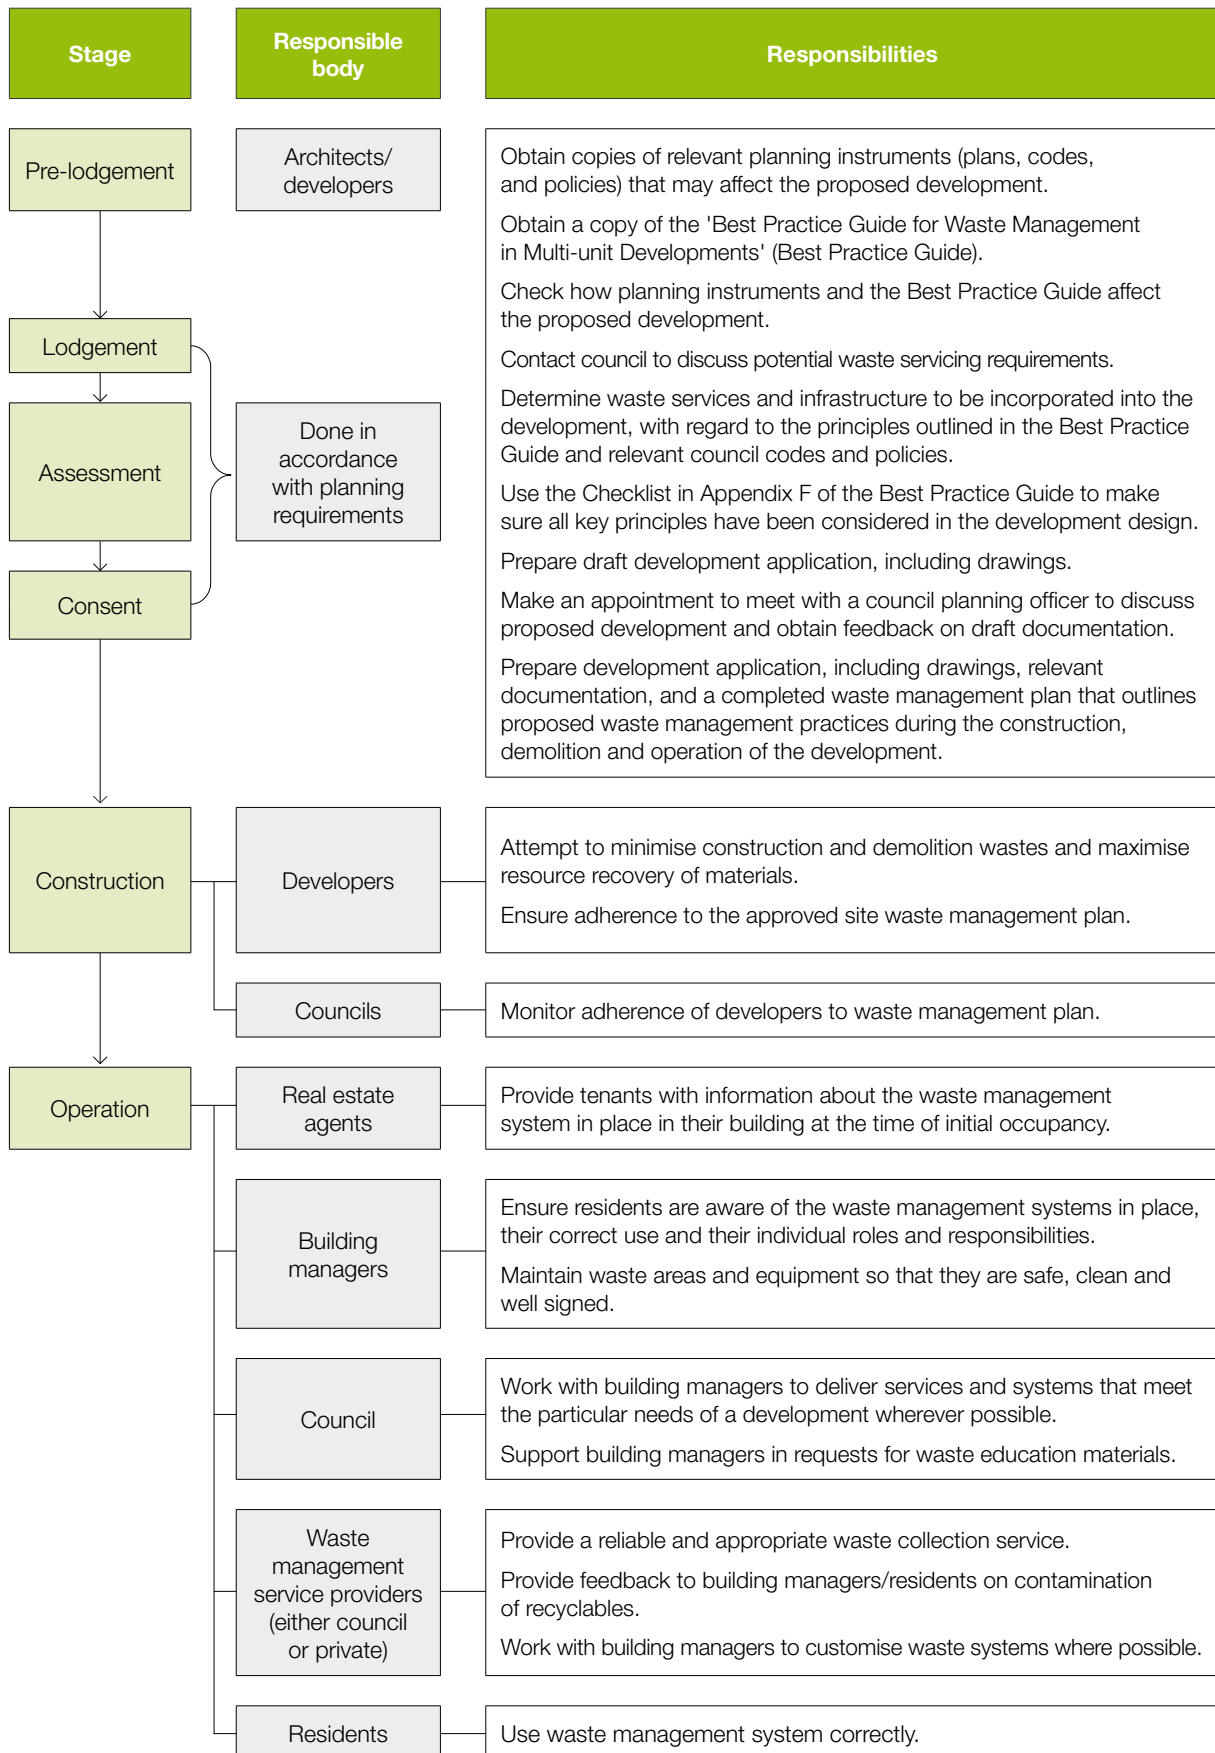 Stage
Responsible
body
Responsibilities
Pre-lodgement
Architects/
developers
Obtain copies of relevant planning instruments (plans, codes,
and policies) that may affect the proposed development.
Obtain a copy of the 'Best Practice Guide for Waste Management
in Multi-unit Developments' (Best Practice Guide).
Check how planning instruments and the Best Practice Guide affect
the proposed development.
Contact council to discuss potential waste servicing requirements.
Determine waste services and infrastructure to be incorporated into the
development, with regard to the principles outlined in the Best Practice
Guide and relevant council codes and policies.
Use the Checklist in Appendix F of the Best Practice Guide to make
sure all key principles have been considered in the development design.
Prepare draft development application, including drawings.
Make an appointment to meet with a council planning officer to discuss
proposed development and obtain feedback on draft documentation.
Prepare development application, including drawings, relevant
documentation, and a completed waste management plan that outlines
proposed waste management practices during the construction,
demolition and operation of the development.
Lodgement
Assessment
Consent
Done in
accordance
with planning
requirements
Construction
Developers
Attempt to minimise construction and demolition wastes and maximise
resource recovery of materials.
Ensure adherence to the approved site waste management plan.
Councils
Monitor adherence of developers to waste management plan.
Operation
Real estate
agents
Provide tenants with information about the waste management
system in place in their building at the time of initial occupancy.
Building
managers
Ensure residents are aware of the waste management systems in place,
their correct use and their individual roles and responsibilities.
Maintain waste areas and equipment so that they are safe, clean and
well signed.
Council
Work with building managers to deliver services and systems that meet
the particular needs of a development wherever possible.
Support building managers in requests for waste education materials.
Waste
management
service providers
(either council
or private)
Provide a reliable and appropriate waste collection service.
Provide feedback to building managers/residents on contamination
of recyclables.
Work with building managers to customise waste systems where possible.
Residents
Use waste management system correctly.